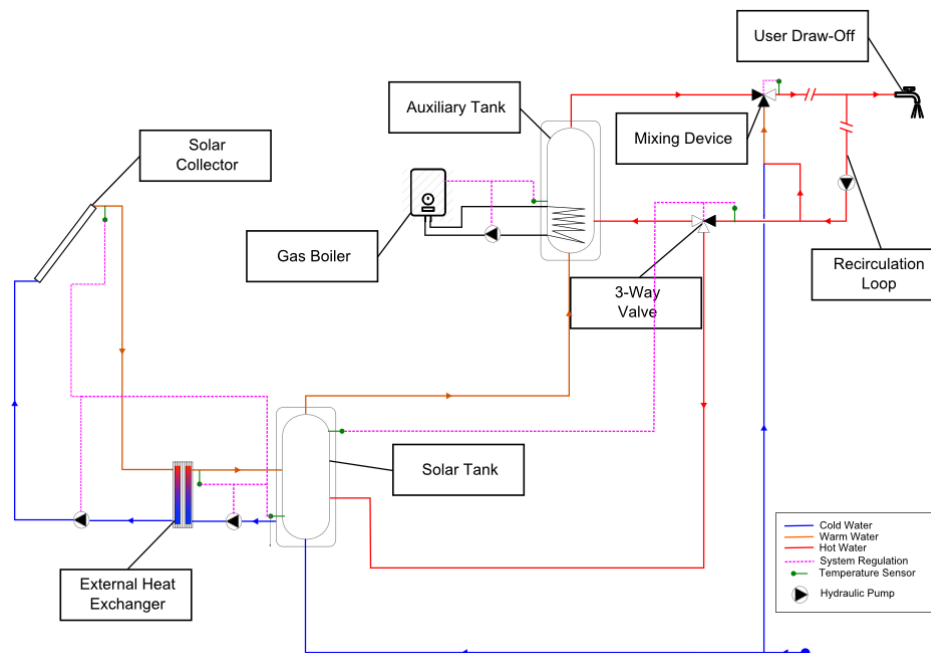 User Draw-Off
Auxiliary Tank
Mixing Device
Solar
Collector
Gas Boiler
Recirculation
Loop
3-Way
Valve
Solar Tank
External Heat
Exchanger
Cold Water
Warm Water
Hot Water
System Regulation
Temperature Sensor
Hydraulic Pump